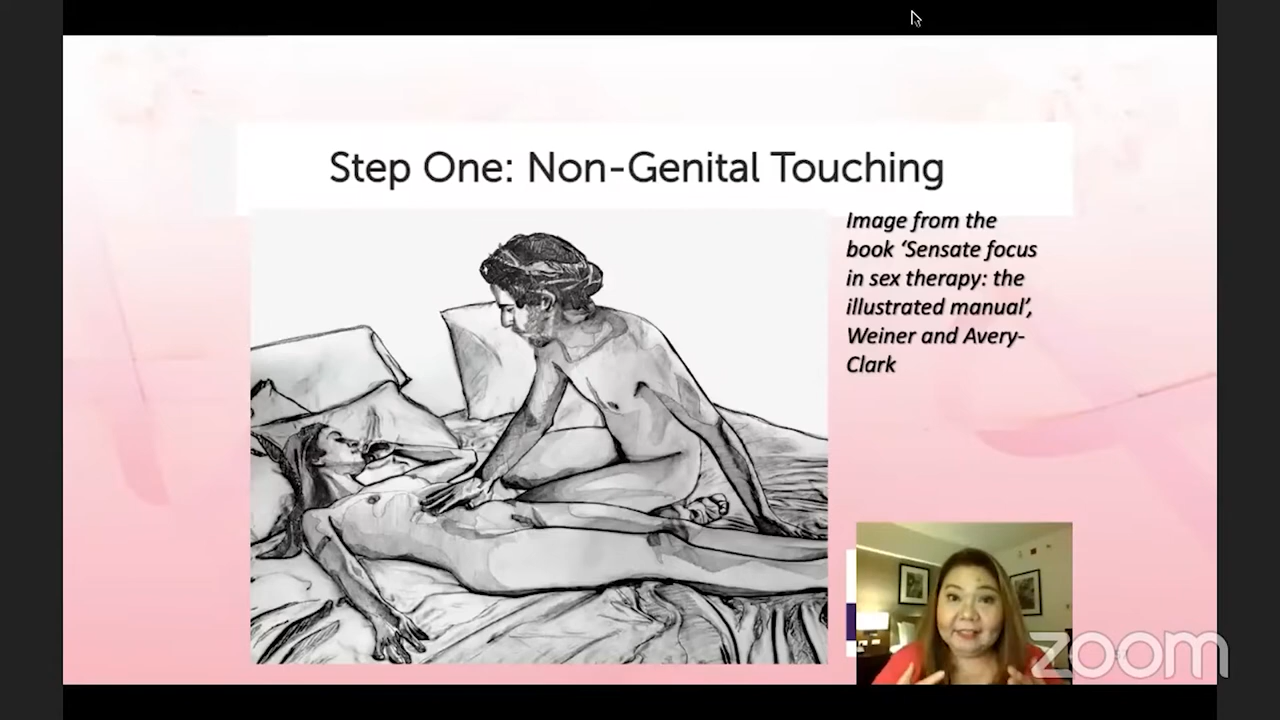 Step One: Non-Genital Touching
Image from the
book ‘Sensate focus
in sex therapy: the
illustrated manual’,
Weiner and Avery-
Clark
zoom